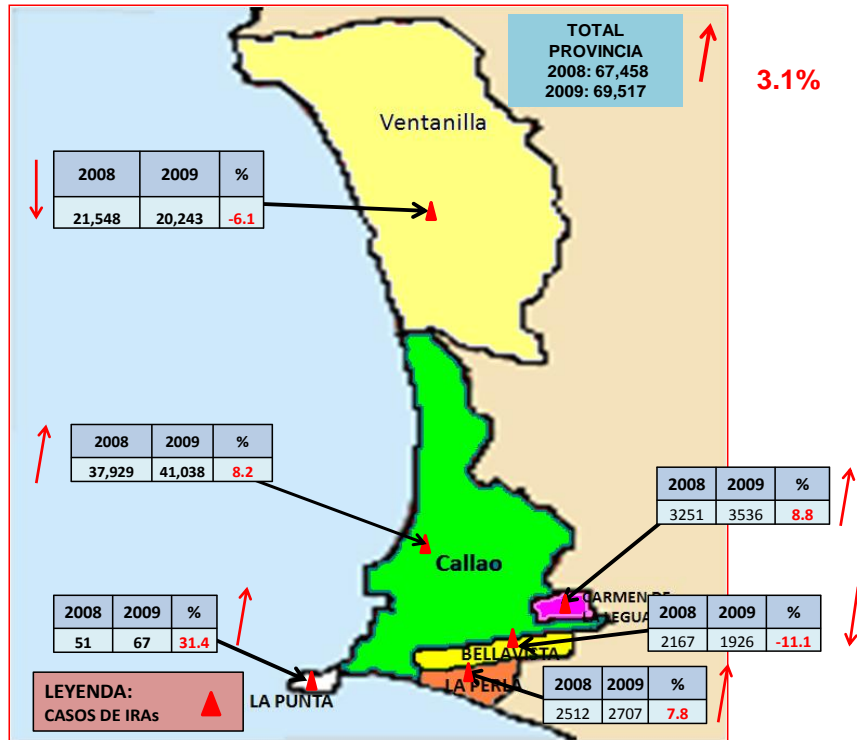 TOTAL
PROVINCIA
2008: 67,458
2009: 69,517
3.1%
Ventanilla
2008 2009 %
21,548 20,243 -6.1
2008 2009 %
37,929 41,038 8.2
Callao
2008 2009 %
3251 3536 8.8
CARMEN DE
2008 2009 %
2167 1926 -11.1
BELLAVISTA
2008 2009 %
51 67 31.4
LA PUNTA
LA PERLA
2008 2009 %
2512 2707 7.8
LEYENDA:
CASOS DE IRAs